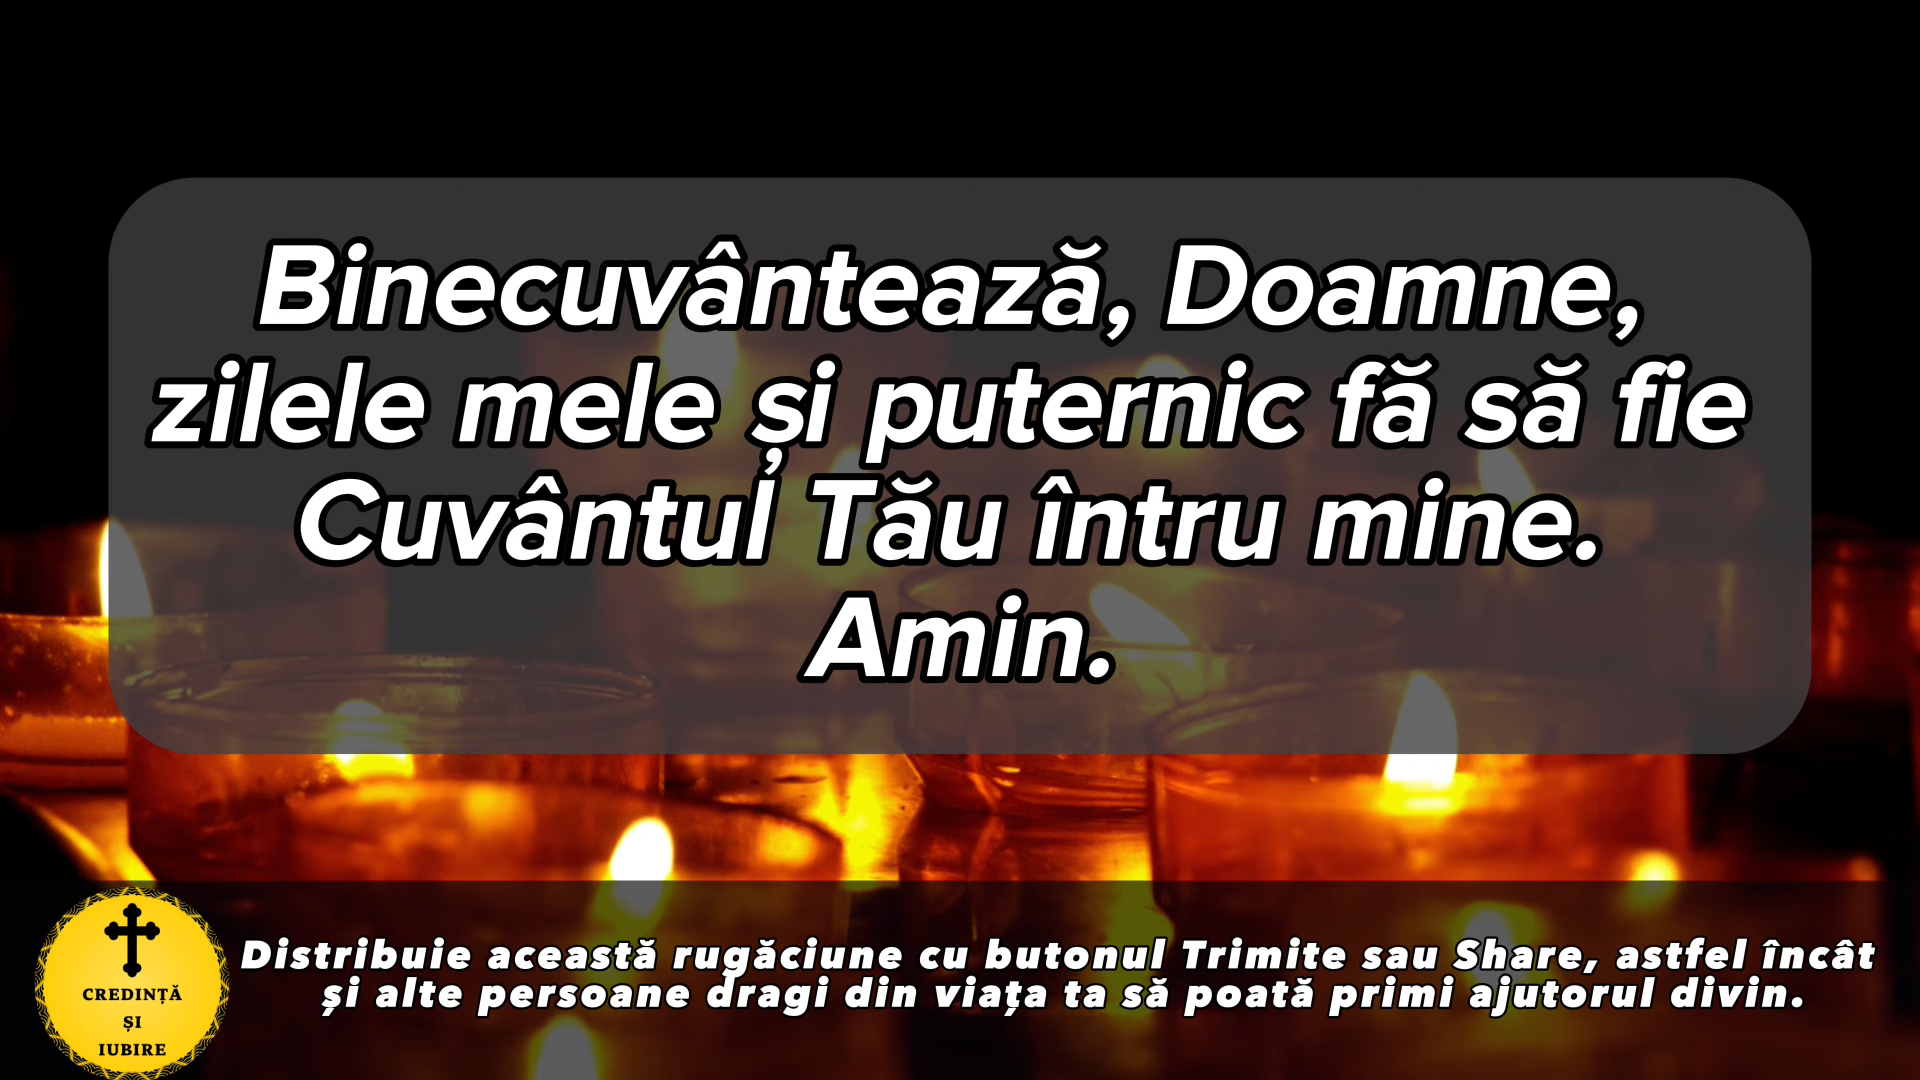 Binecuvântează, Doamne,
zilele mele și puternic fă să fie
Cuvântul Tău întru mine.
Amin.
CREDINȚĂ
ȘI
IUBIRE
Distribuie această rugăciune cu butonul Trimite sau Share, astfel încât
și alte persoane dragi din viața ta să poată primi ajutorul divin.